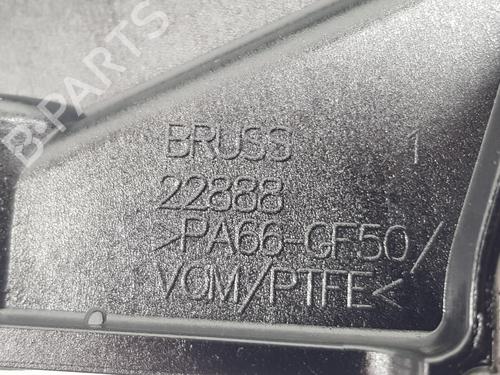 B-PARTS
BRUSS 1
22888
>PA66-GF50/
VQM/PTFE<